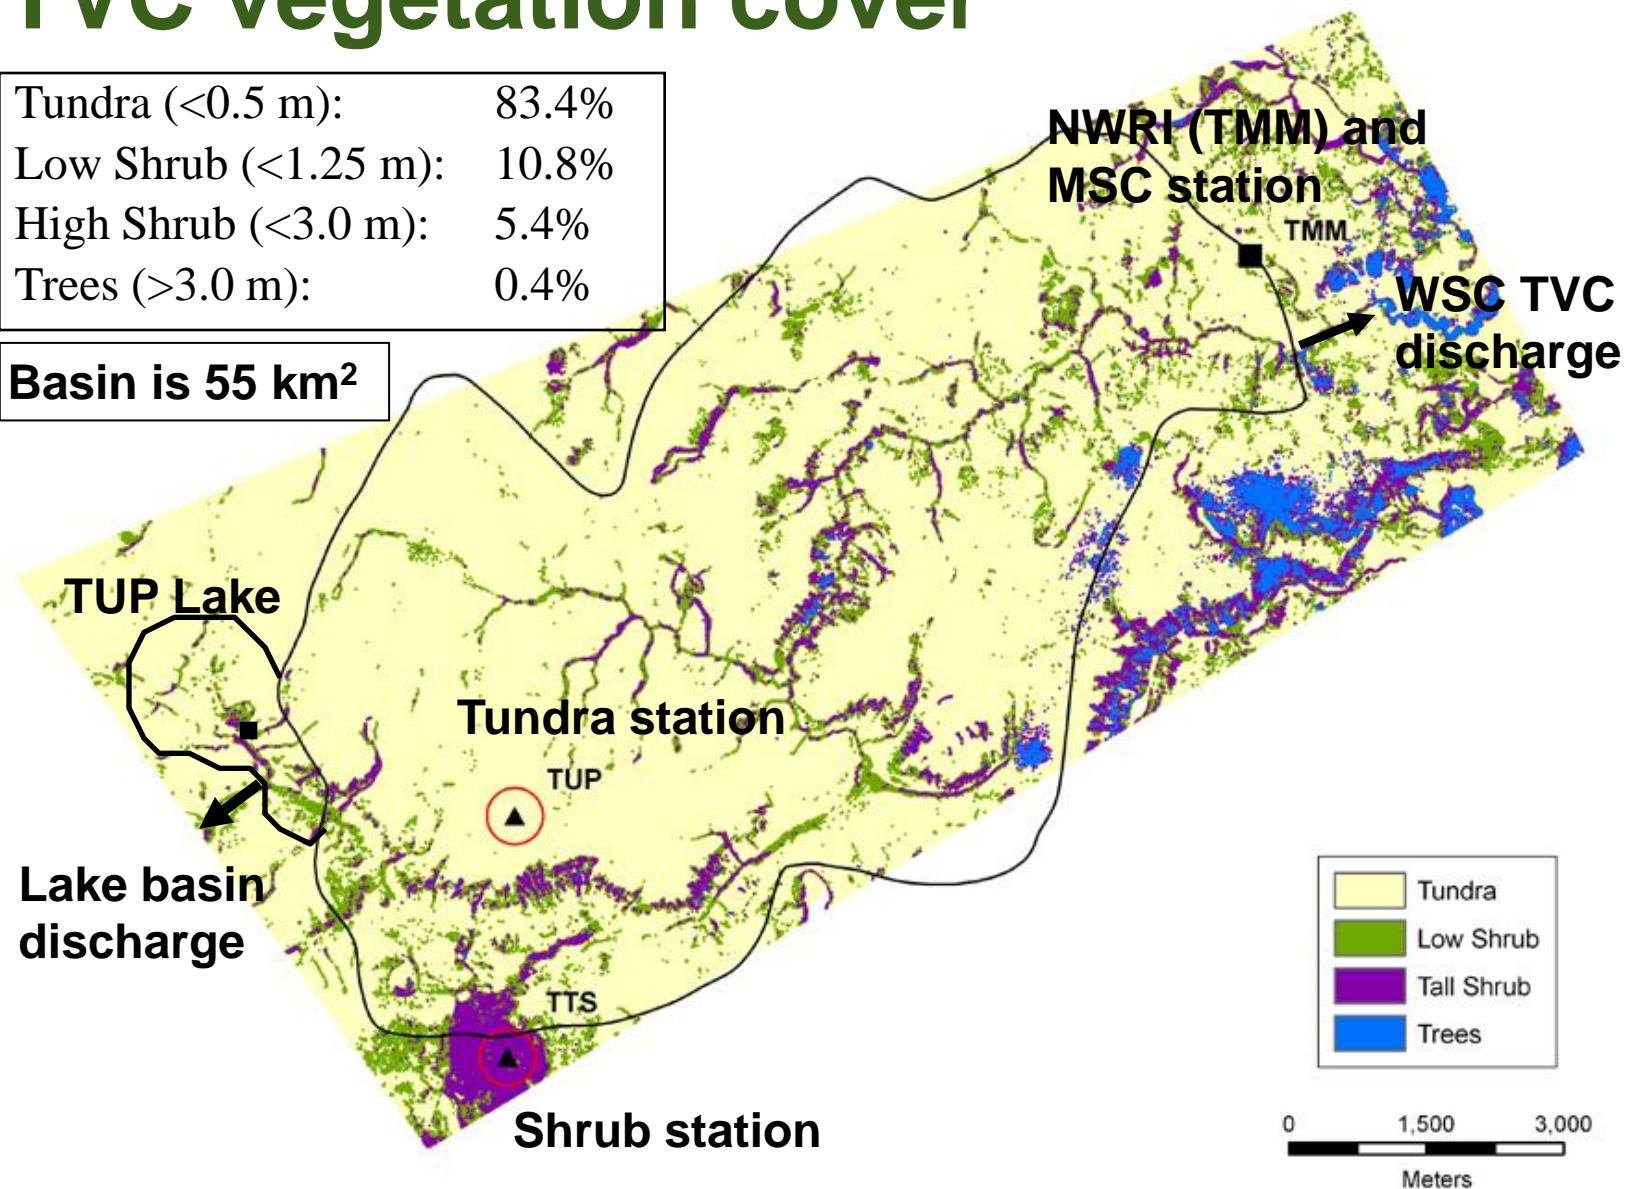 TVC vegetation cover
Tundra (<0.5 m): 83.4%
Low Shrub (<1.25 m): 10.8%
High Shrub (<3.0 m): 5.4%
Trees (>3.0 m): 0.4%
Basin is 55 km²
NWRI (TMM) and
MSC station
TMM
WSC TVC
discharge
TUP Lake
Tundra station
TUP
Lake basin
discharge
TTS
Shrub station
Tundra
Low Shrub
Tall Shrub
Trees
0 1,500 3,000
Meters